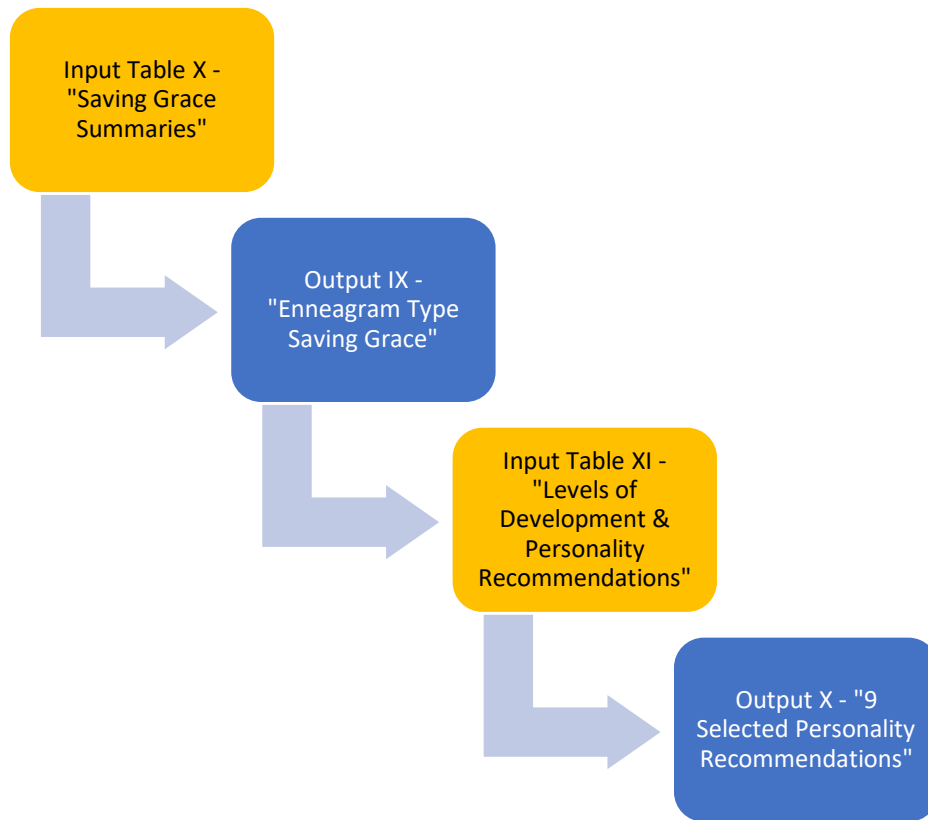 Input Table X -
"Saving Grace
Summaries"
Output IX -
"Enneagram Type
Saving Grace"
Input Table XI -
"Levels of
Development &
Personality
Recommendations"
Output X - "9
Selected Personality
Recommendations"